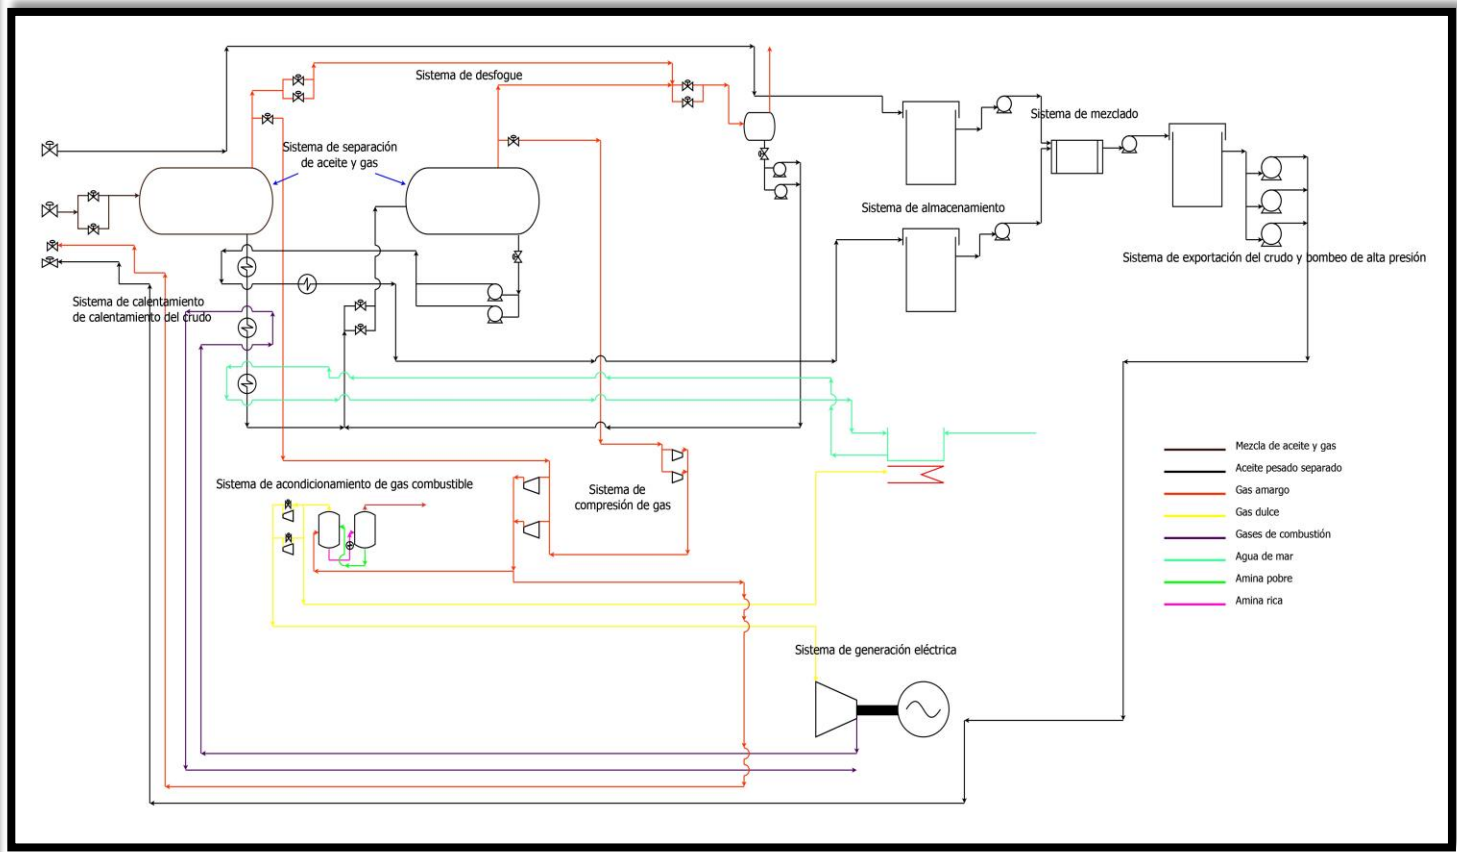 Sistema de desfogue
Sistema de mezclado
Sistema de separación
de aceite y gas
Sistema de almacenamiento
Sistema de exportación del crudo y bombeo de alta presión
Sistema de calentamiento
de calentamiento del crudo
Sistema de acondicionamiento de gas combustible
Sistema de
compresión de gas
Sistema de generación eléctrica
Mezcla de aceite y gas
Aceite pesado separado
Gas amargo
Gas dulce
Gases de combustión
Agua de mar
Amina pobre
Amina rica